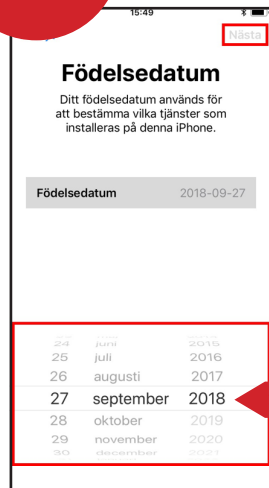 15:49
Nästa
Födelsedatum
Ditt födelsedatum används för
att bestämma vilka tjänster som
installeras på denna iPhone.
Födelsedatum 2018-09-27
24 juni 2015
25 juli 2016
26 augusti 2017
27 september 2018
28 oktober 2019
29 november 2020
30 december 2021